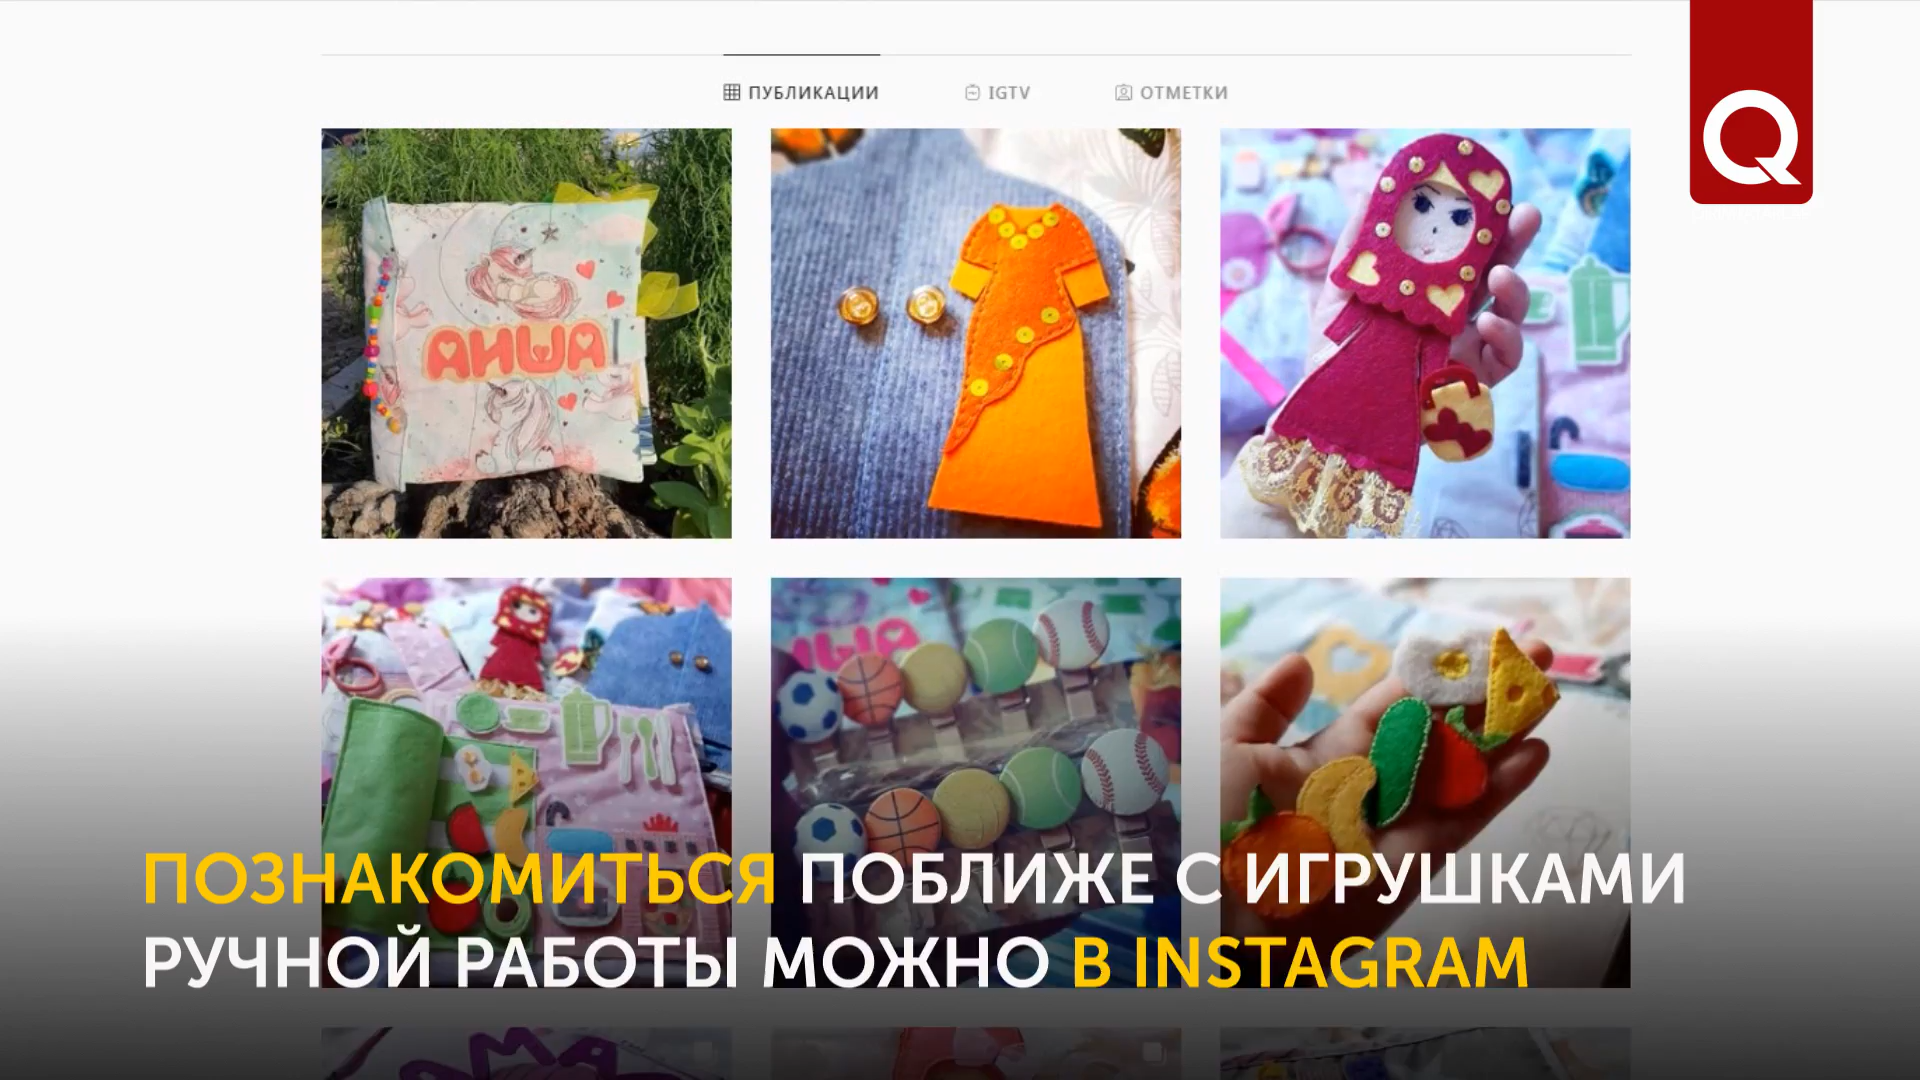 ПУБЛИКАЦИИ IGTV ОТМЕТКИ
Q
АИША
ПОЗНАКОМИТЬСЯ ПОБЛИЖЕ С ИГРУШКАМИ
РУЧНОЙ РАБОТЫ МОЖНО В INSTAGRAM